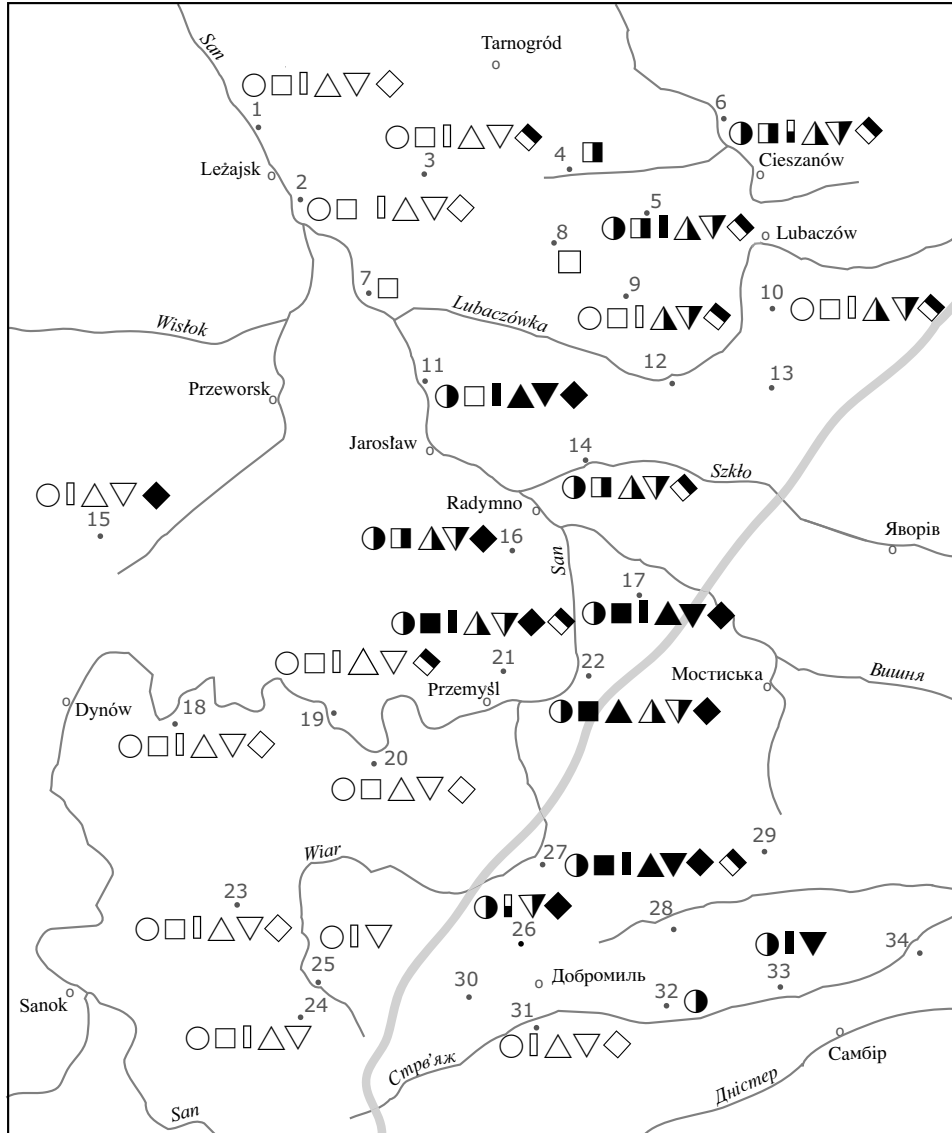 San
Tarnogród
1
6
3
4
Cieszanów
Leżajsk
2
5
8
Lubaczów
7
9
10
Lubaczówka
Wisłok
12
13
11
Przeworsk
Jarosław
14
Szkło
15
Radymno
16
San
Яворів
17
21
22
Мостиська
Вишня
Dynów
18
19
Przemyśl
20
Wiar
27
29
23
26
28
25
34
33
Sanok
24
30
Добромиль
32
31
Самбір
Стрв’яж
Дністер
San